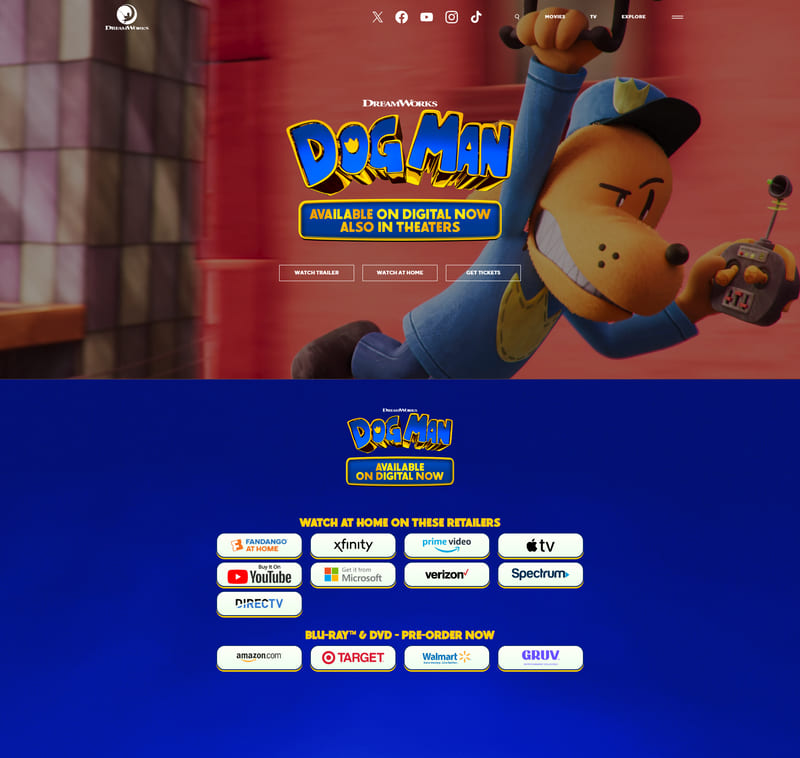 DREAMWORKS
MOVIES
TV
EXPLORE
DREAMWORKS
DOG MAN
AVAILABLE ON DIGITAL NOW
ALSO IN THEATERS
WATCH TRAILER
WATCH AT HOME
GET TICKETS
DREAMWORKS
DOG MAN
AVAILABLE
ON DIGITAL NOW
WATCH AT HOME ON THESE RETAILERS
FANDANGO
AT HOME
xfinity
prime video
tv
Buy It On
YouTube
Get it from
Microsoft
verizon
Spectrum
DIRECTV
BLU-RAY™ & DVD - PRE-ORDER NOW
amazon.com
TARGET
Walmart
GRUV